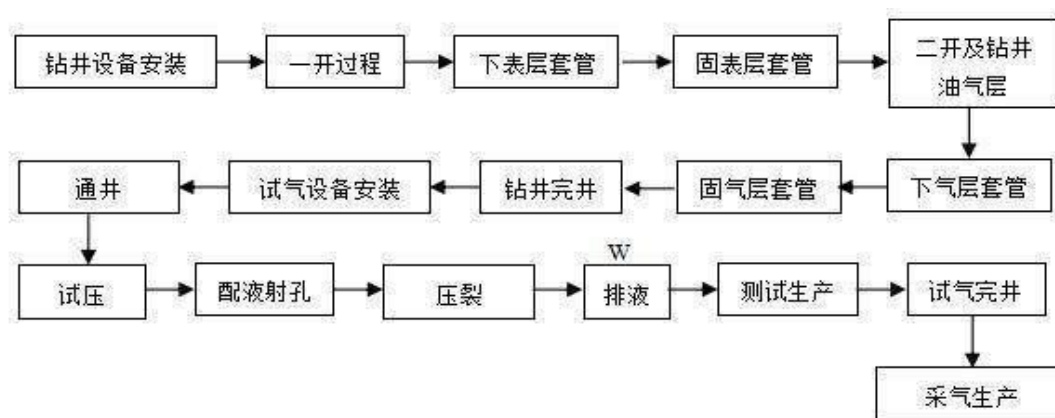 钻井设备安装
一开过程
下表层套管
固表层套管
二开及钻井
油气层
通井
试气设备安装
钻井完井
固气层套管
下气层套管
W
试压
配液射孔
压裂
排液
测试生产
试气完井
采气生产